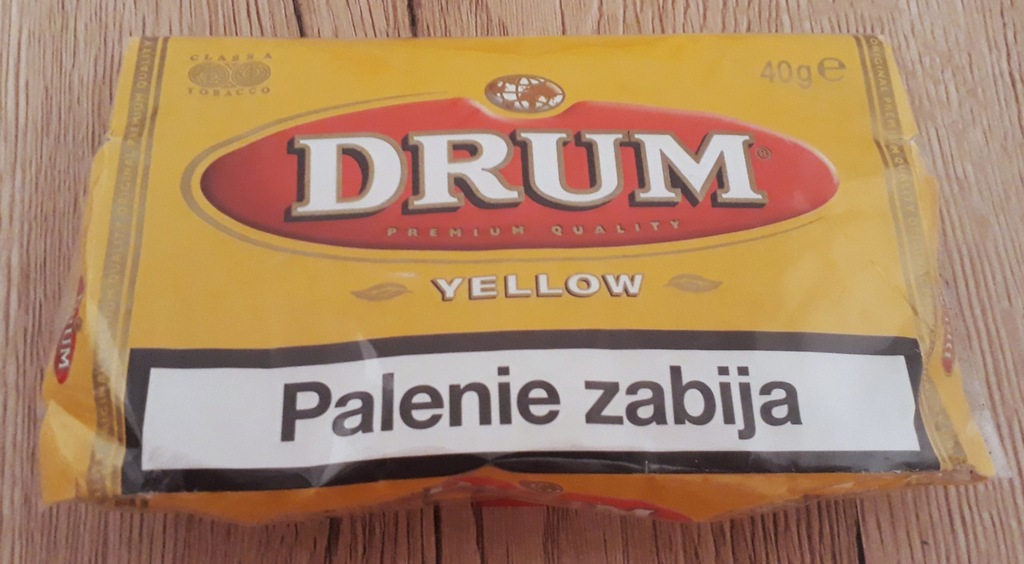 CLASS A
TOBACCO
40g e
DRUM®
PREMIUM QUALITY
YELLOW
Palenie zabija